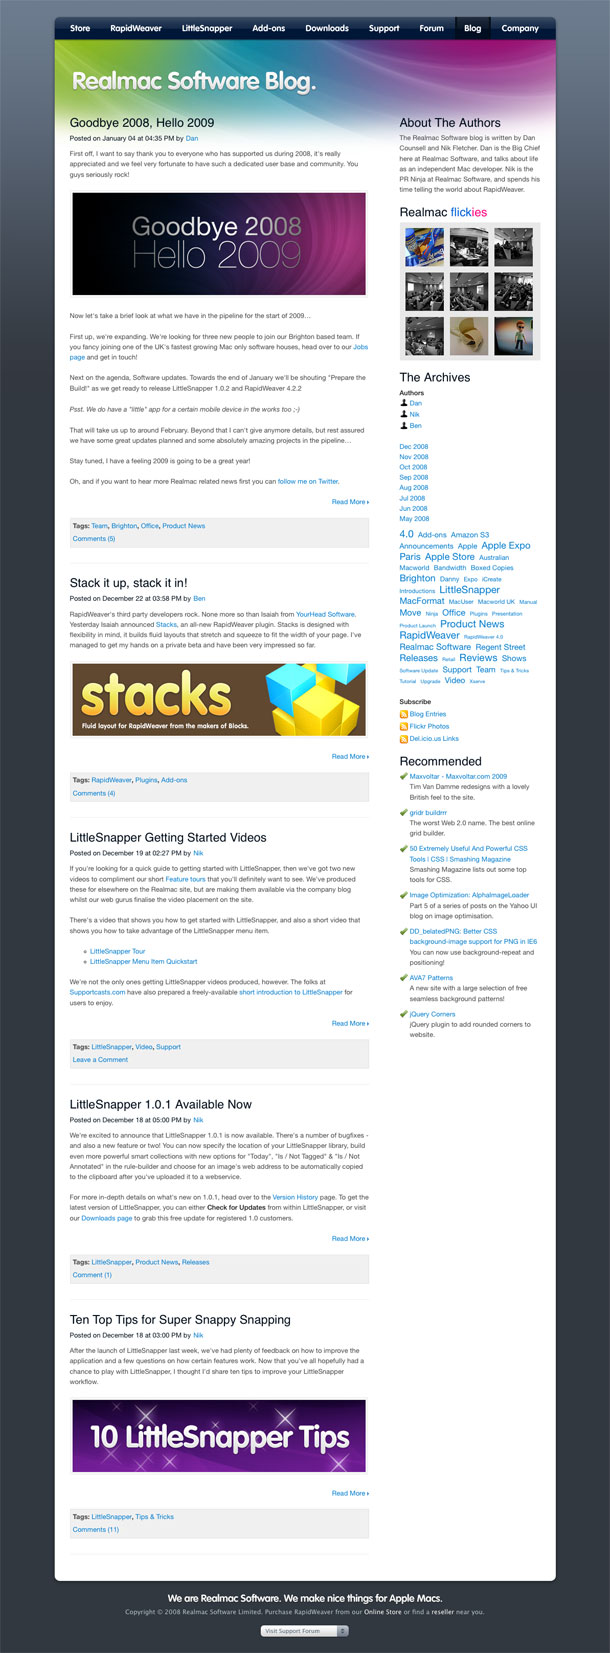 Store RapidWeaver LittleSnapper Add-ons Downloads Support Forum Blog Company
Realmac Software Blog.
Goodbye 2008, Hello 2009
Posted on January 04 at 04:35 PM by Dan
First off, I want to say thank you to everyone who has supported us during 2008, it's really
appreciated and we feel very fortunate to have such a dedicated user base and community. You
guys seriously rock!
Goodbye 2008
Hello 2009
Now let's take a brief look at what we have in the pipeline for the start of 2009...
First up, we're expanding. We're looking for three new people to join our Brighton based team. If
you fancy joining one of the UK's fastest growing Mac only software houses, head over to our Jobs
page and get in touch!
Next on the agenda, Software updates. Towards the end of January we'll be shouting "Prepare the
Build!" as we get ready to release LittleSnapper 1.0.2 and RapidWeaver 4.2.2
Psst. We do have a "little" app for a certain mobile device in the works too ;-)
That will take us up to around February. Beyond that I can't give anymore details, but rest assured
we have some great updates planned and some absolutely amazing projects in the pipeline...
Stay tuned, I have a feeling 2009 is going to be a great year!
Oh, and if you want to hear more Realmac related news first you can follow me on Twitter.
Read More
Tags: Team, Brighton, Office, Product News
Comments (5)
Stack it up, stack it in!
Posted on December 22 at 03:58 PM by Ben
RapidWeaver's third party developers rock. None more so than Isaiah from YourHead Software.
Yesterday Isaiah announced Stacks, an all-new RapidWeaver plugin. Stacks is designed with
flexibility in mind, it builds fluid layouts that stretch and squeeze to fit the width of your page. I've
managed to get my hands on a private beta and have been very impressed so far.
stacks
Fluid layout for RapidWeaver from the makers of Blocks.
Read More
Tags: RapidWeaver, Plugins, Add-ons
Comments (4)
LittleSnapper Getting Started Videos
Posted on December 19 at 02:27 PM by Nik
If you're looking for a quick guide to getting started with LittleSnapper, then we've got two new
videos to compliment our short Feature tours that you'll definitely want to see. We've produced
these for elsewhere on the Realmac site, but are making them available via the company blog
whilst our web gurus finalise the video placement on the site.
There's a video that shows you how to get started with LittleSnapper, and also a short video that
shows you how to take advantage of the LittleSnapper menu item.
LittleSnapper Tour
LittleSnapper Menu Item Quickstart
We're not the only ones getting LittleSnapper videos produced, however. The folks at
Supportcasts.com have also prepared a freely-available short introduction to LittleSnapper for
users to enjoy.
Read More
Tags: LittleSnapper, Video, Support
Leave a Comment
LittleSnapper 1.0.1 Available Now
Posted on December 18 at 05:00 PM by Nik
We're excited to announce that LittleSnapper 1.0.1 is now available. There's a number of bugfixes -
and also a new feature or two! You can now specify the location of your LittleSnapper library, build
even more powerful smart collections with new options for "Today", "Is / Not Tagged" & "Is / Not
Annotated" in the rule-builder and choose for an image's web address to be automatically copied
to the clipboard after you've uploaded it to a webservice.
For more in-depth details on what's new on 1.0.1, head over to the Version History page. To get the
latest version of LittleSnapper, you can either Check for Updates from within LittleSnapper, or visit
our Downloads page to grab this free update for registered 1.0 customers.
Read More
Tags: LittleSnapper, Product News, Releases
Comment (1)
Ten Top Tips for Super Snappy Snapping
Posted on December 18 at 03:00 PM by Nik
After the launch of LittleSnapper last week, we've had plenty of feedback on how to improve the
application and a few questions on how certain features work. Now that you've all hopefully had a
chance to play with LittleSnapper, I thought I'd share ten tips to improve your LittleSnapper
workflow.
10 LittleSnapper Tips
Read More
Tags: LittleSnapper, Tips & Tricks
Comments (11)
About The Authors
The Realmac Software blog is written by Dan
Counsell and Nik Fletcher. Dan is the Big Chief
here at Realmac Software, and talks about life
as an independent Mac developer. Nik is the
PR Ninja at Realmac Software, and spends his
time telling the world about RapidWeaver.
Realmac flickies
The Archives
Authors
Dan
Nik
Ben
Dec 2008
Nov 2008
Oct 2008
Sep 2008
Aug 2008
Jul 2008
Jun 2008
May 2008
4.0 Add-ons Amazon S3
Announcements Apple Apple Expo
Paris Apple Store Australian
Macworld Bandwidth Boxed Copies
Brighton Danny Expo iCreate
Introductions LittleSnapper
MacFormat MacUser Macworld UK Manual
Move Ninja Office Plugins Presentation
Product Launch Product News
RapidWeaver RapidWeaver 4.0
Realmac Software Regent Street
Releases Retail Reviews Shows
Software Update Support Team Tips & Tricks
Tutorial Upgrade Video Xserve
Subscribe
Blog Entries
Flickr Photos
Del.icio.us Links
Recommended
Maxvoltar - Maxvoltar.com 2009
Tim Van Damme redesigns with a lovely
British feel to the site.
gridr buildrrr
The worst Web 2.0 name. The best online
grid builder.
50 Extremely Useful And Powerful CSS
Tools | CSS | Smashing Magazine
Smashing Magazine lists out some top
tools for CSS.
Image Optimization: AlphaImageLoader
Part 5 of a series of posts on the Yahoo UI
blog on image optimisation.
DD_belatedPNG: Better CSS
background-image support for PNG in IE6
You can now use background-repeat and
positioning!
AVA7 Patterns
A new site with a large selection of free
seamless background patterns!
jQuery Corners
jQuery plugin to add rounded corners to
website.
We are Realmac Software. We make nice things for Apple Macs.
Copyright © 2008 Realmac Software Limited. Purchase RapidWeaver from our Online Store or find a reseller near you.
Visit Support Forum